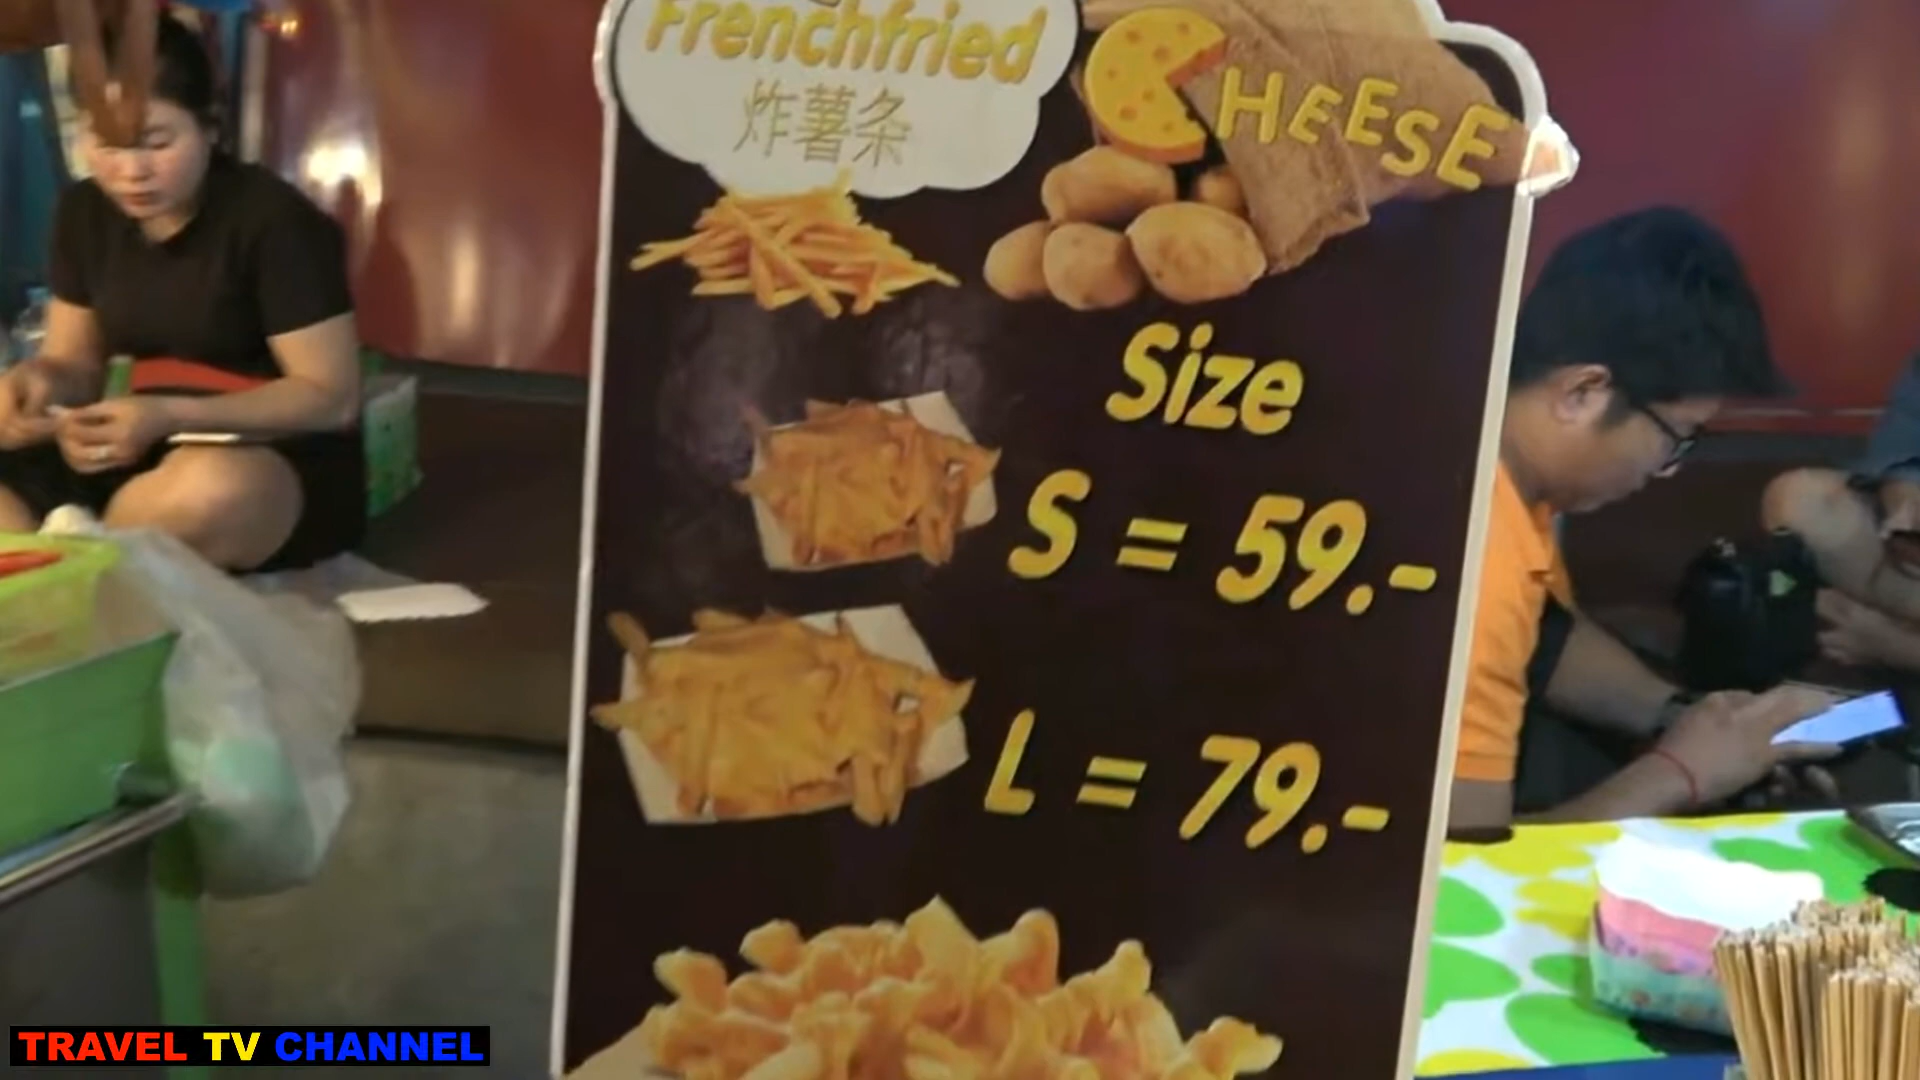 Frenchfried
炸薯条
CHEESE
Size
S = 59.-
L = 79.-
TRAVEL TV CHANNEL